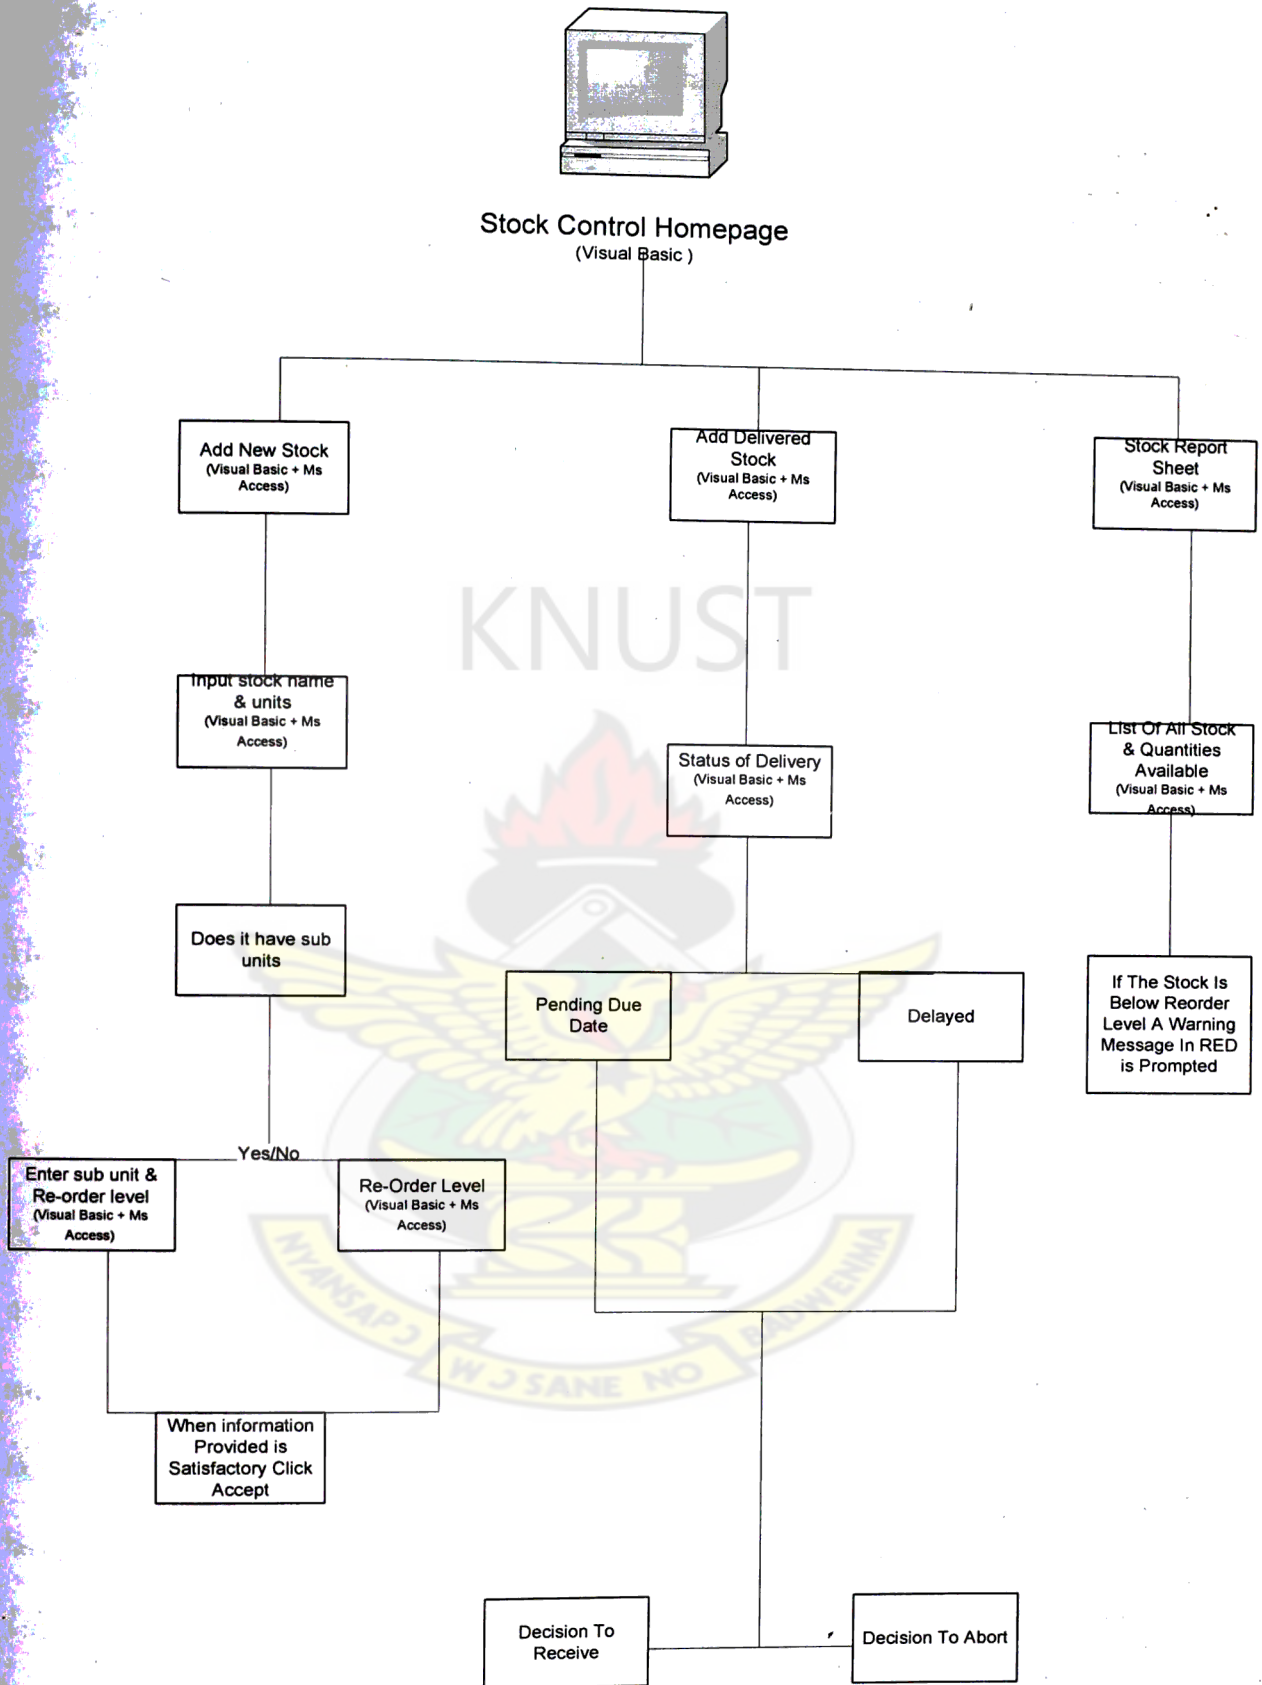 Stock Control Homepage
(Visual Basic )
Add New Stock
(Visual Basic + Ms
Access)
Add Delivered
Stock
(Visual Basic + Ms
Access)
Stock Report
Sheet
(Visual Basic + Ms
Access)
KNUST
Input stock name
& units
(Visual Basic + Ms
Access)
Status of Delivery
(Visual Basic + Ms
Access)
List Of All Stock
& Quantities
Available
(Visual Basic + Ms
Access)
Does it have sub
units
Pending Due
Date
Delayed
If The Stock Is
Below Reorder
Level A Warning
Message In RED
is Prompted
Yes/No
Enter sub unit &
Re-order level
(Visual Basic + Ms
Access)
Re-Order Level
(Visual Basic + Ms
Access)
NYANSAPƆ WƆSANE NO BADWENMA
When information
Provided is
Satisfactory Click
Accept
Decision To
Receive
Decision To Abort